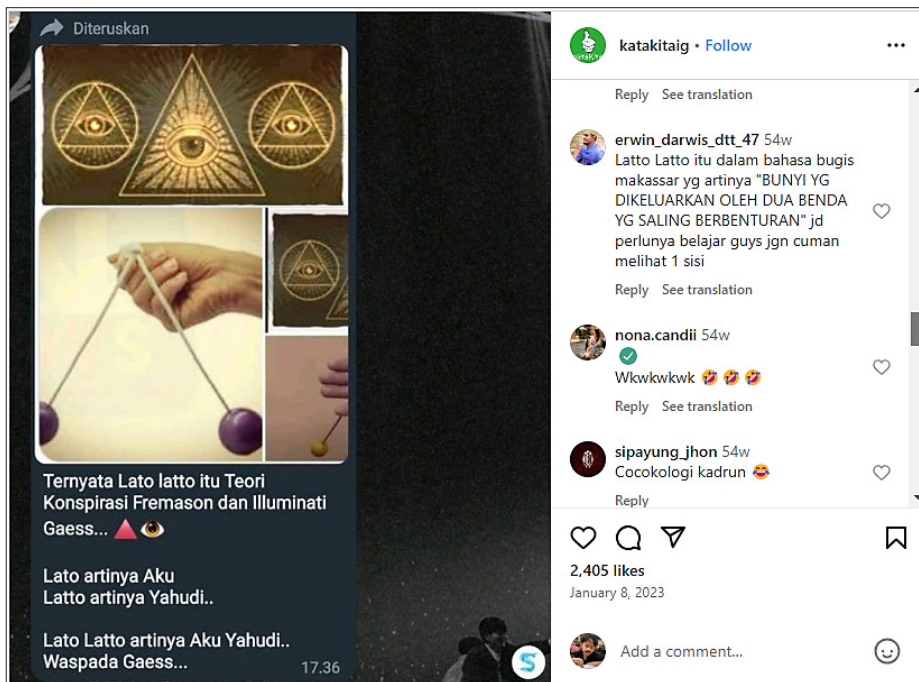 Diteruskan
Ternyata Lato latto itu Teori
Konspirasi Fremason dan Illuminati
Gaess... 🔺👁️
Lato artinya Aku
Latto artinya Yahudi..
Lato Latto artinya Aku Yahudi..
Waspada Gaess...
17.36
S
katakitaig • Follow
Reply See translation
erwin_darwis_dtt_47 54w
Latto Latto itu dalam bahasa bugis
makassar yg artinya "BUNYI YG
DIKELUARKAN OLEH DUA BENDA
YG SALING BERBENTURAN" jd
perlunya belajar guys jgn cuman
melihat 1 sisi
Reply See translation
nona.candii 54w
Wkwkwkwk 🤣🤣🤣
Reply See translation
sipayung_jhon 54w
Cocokologi kadrun 😂
Reply
2,405 likes
January 8, 2023
Add a comment...